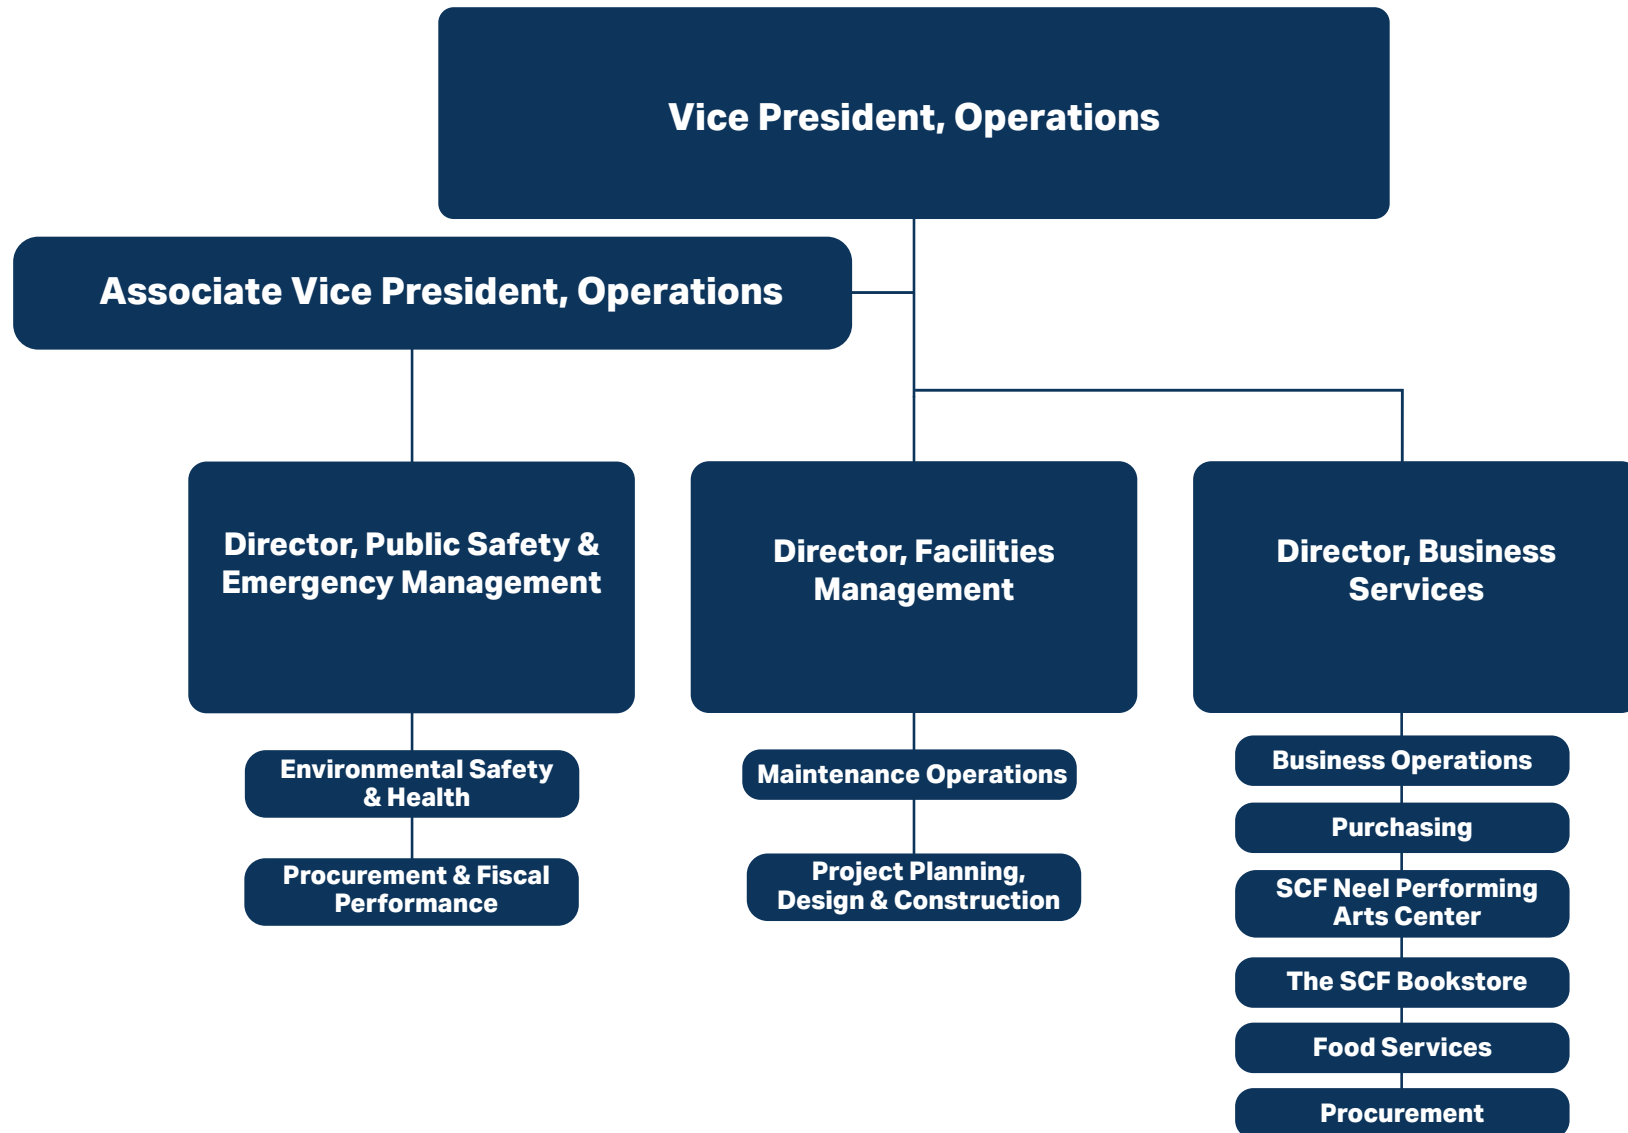 Vice President, Operations
Associate Vice President, Operations
Director, Public Safety &
Emergency Management
Director, Facilities
Management
Director, Business
Services
Environmental Safety
& Health
Procurement & Fiscal
Performance
Maintenance Operations
Project Planning,
Design & Construction
Business Operations
Purchasing
SCF Neel Performing
Arts Center
The SCF Bookstore
Food Services
Procurement